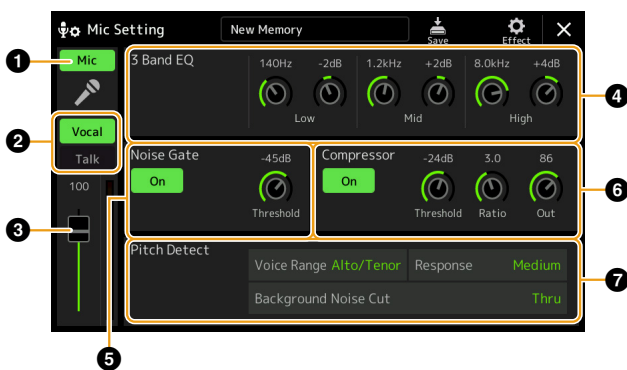 Mic Setting
New Memory
Save
Effect
1
Mic
2
Vocal
Talk
3
100
3 Band EQ
140Hz -2dB 1.2kHz +2dB 8.0kHz +4dB
Low Mid High
4
Noise Gate
On
-45dB
Threshold
5
Compressor
On
-24dB 3.0 86
Threshold Ratio Out
6
Pitch Detect
Voice Range Alto/Tenor Response Medium
Background Noise Cut Thru
7